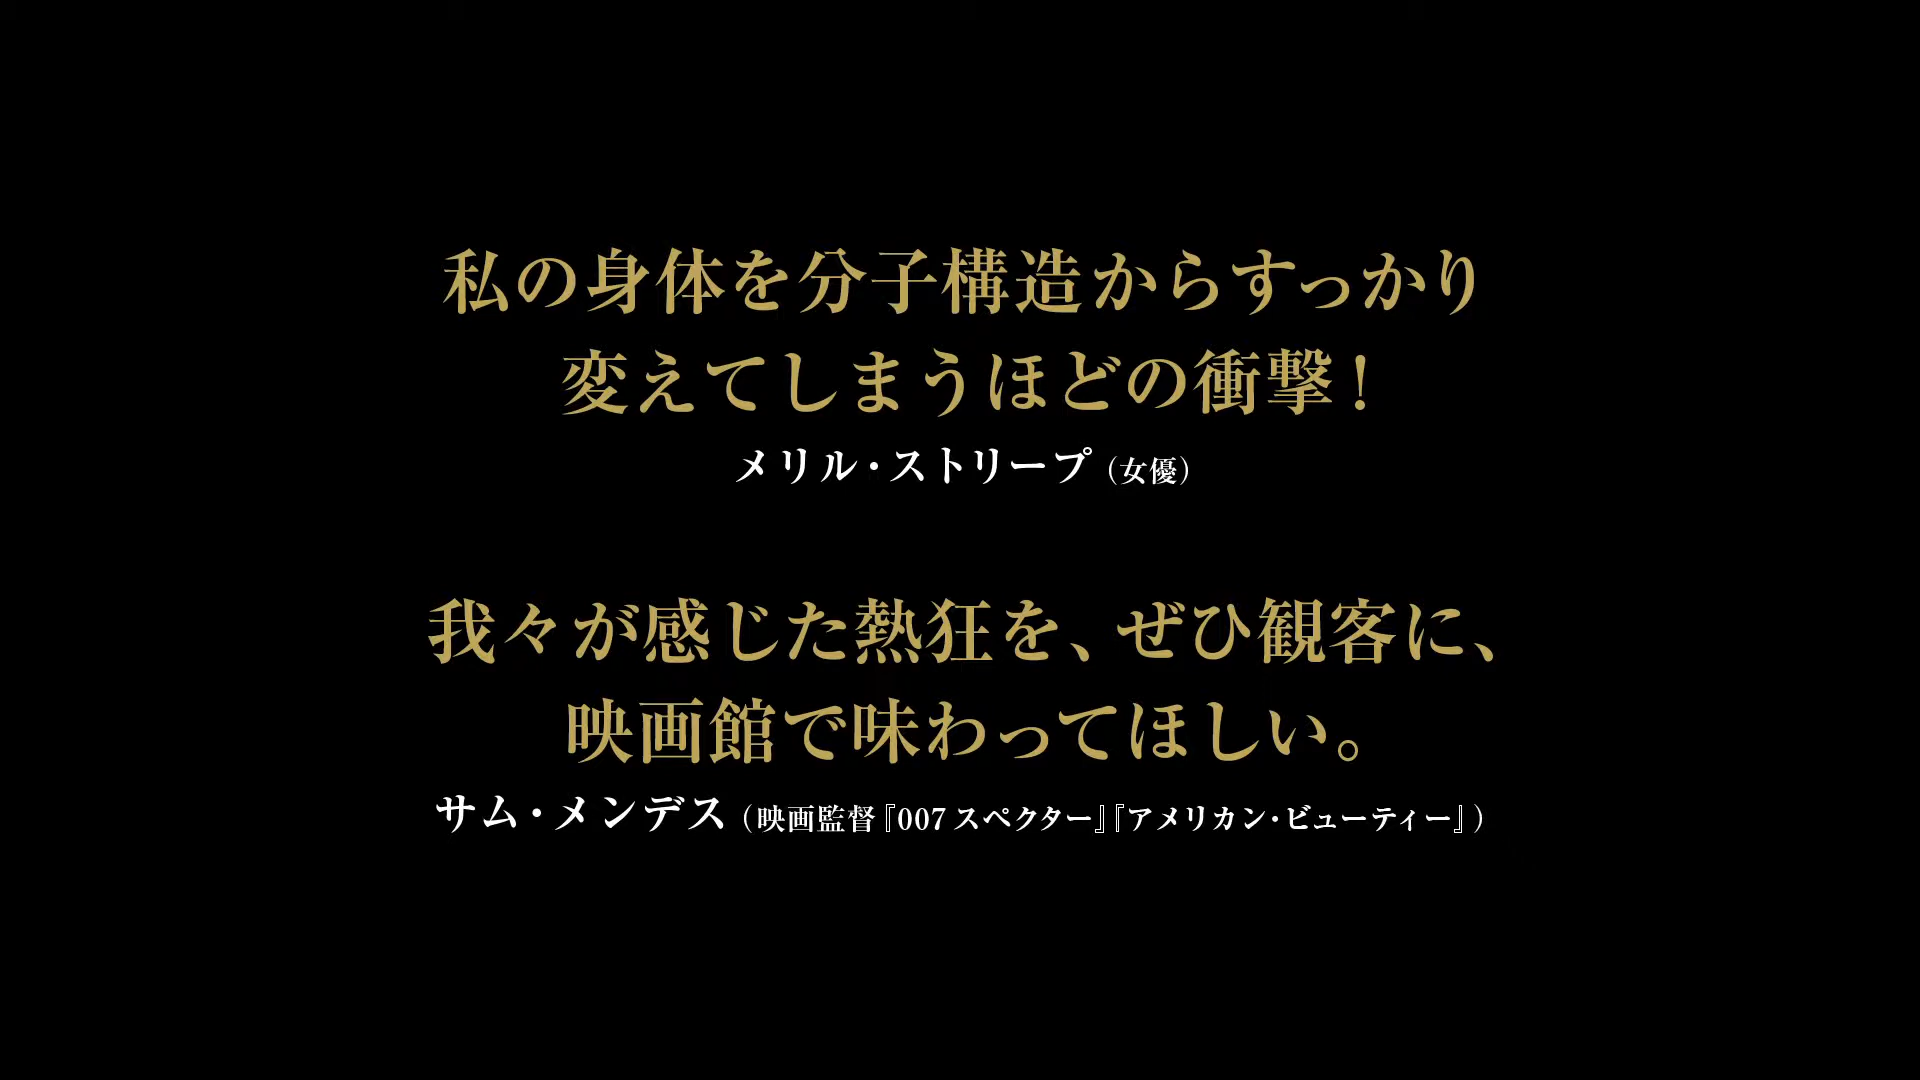 私の身体を分子構造からすっかり
変えてしまうほどの衝撃！
メリル・ストリープ（女優）
我々が感じた熱狂を、ぜひ観客に、
映画館で味わってほしい。
サム・メンデス（映画監督『007 スペクター』『アメリカン・ビューティー』）